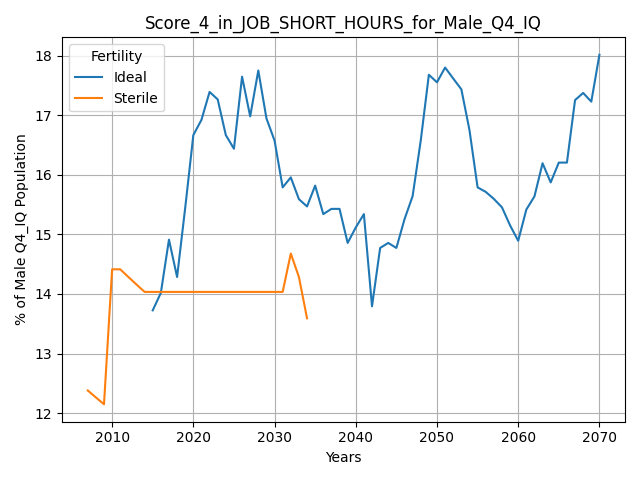 Score_4_in_JOB_SHORT_HOURS_for_Male_Q4_IQ
Fertility
Ideal
Sterile
% of Male Q4_IQ Population
18
17
16
15
14
13
12
2010 2020 2030 2040 2050 2060 2070
Years